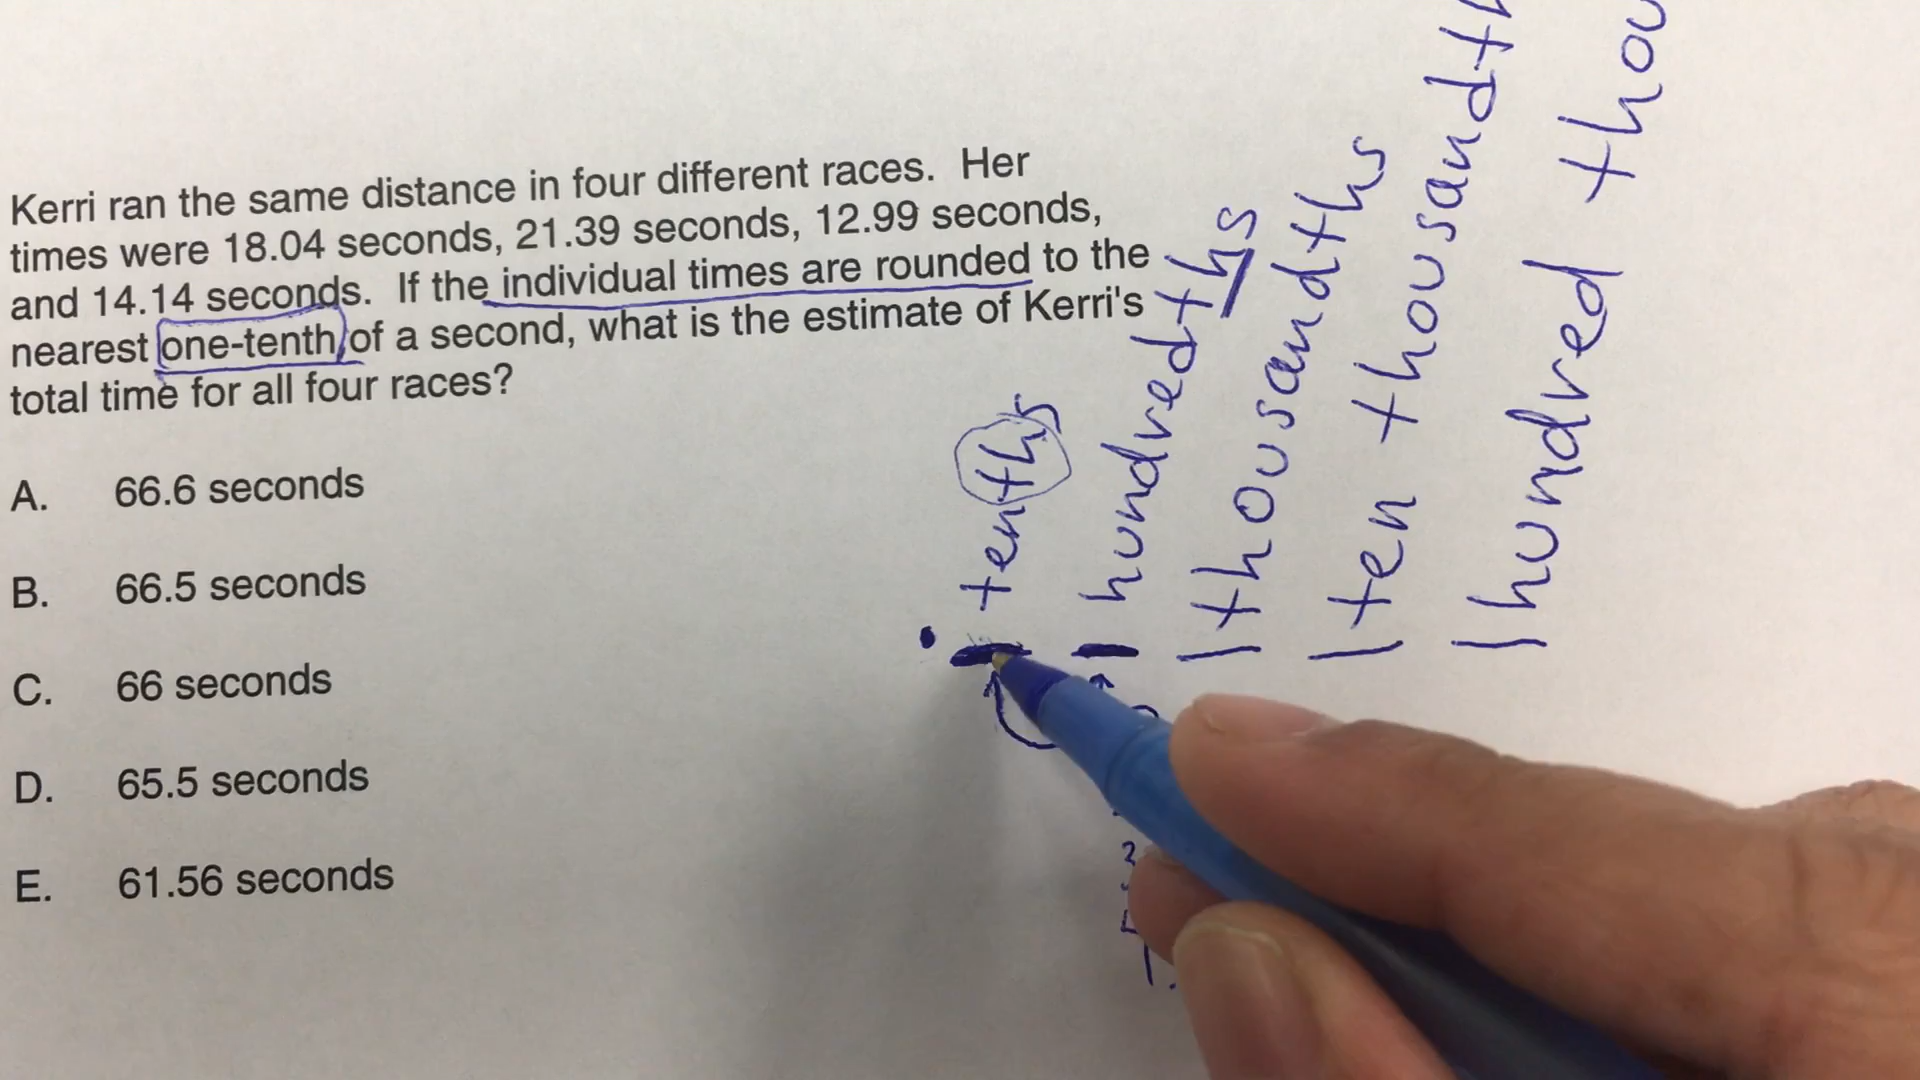 Kerri ran the same distance in four different races. Her
times were 18.04 seconds, 21.39 seconds, 12.99 seconds,
and 14.14 seconds. If the individual times are rounded to the
nearest one-tenth of a second, what is the estimate of Kerri's
total time for all four races?
A. 66.6 seconds
B. 66.5 seconds
C. 66 seconds
D. 65.5 seconds
E. 61.56 seconds
. tenths
hundredths
thousandths
ten thousandth
hundred thou